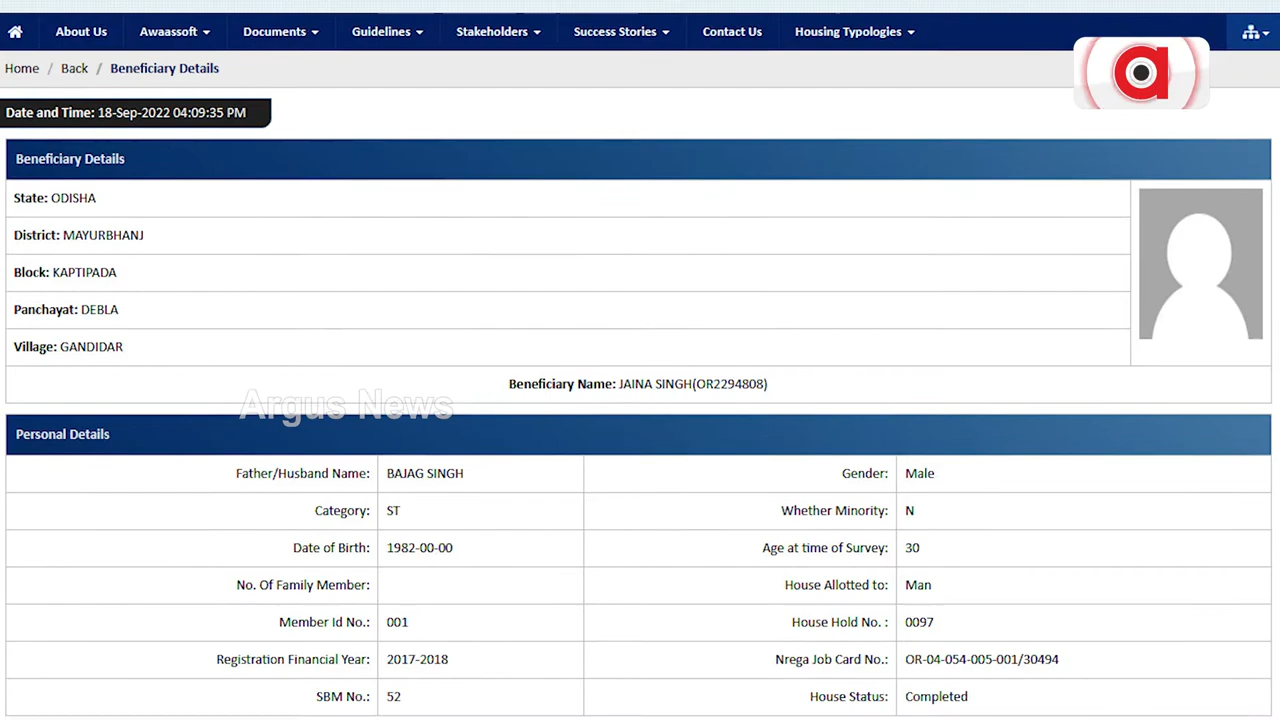 About Us Awaassoft Documents Guidelines Stakeholders Success Stories Contact Us Housing Typologies
Home / Back / Beneficiary Details
a
Date and Time: 18-Sep-2022 04:09:35 PM
Beneficiary Details
State: ODISHA
District: MAYURBHANJ
Block: KAPTIPADA
Panchayat: DEBLA
Village: GANDIDAR
Beneficiary Name: JAINA SINGH(OR2294808)
Argus News
Personal Details
Father/Husband Name: BAJAG SINGH Gender: Male
Category: ST Whether Minority: N
Date of Birth: 1982-00-00 Age at time of Survey: 30
No. Of Family Member: House Allotted to: Man
Member Id No.: 001 House Hold No. : 0097
Registration Financial Year: 2017-2018 Nrega Job Card No.: OR-04-054-005-001/30494
SBM No.: 52 House Status: Completed